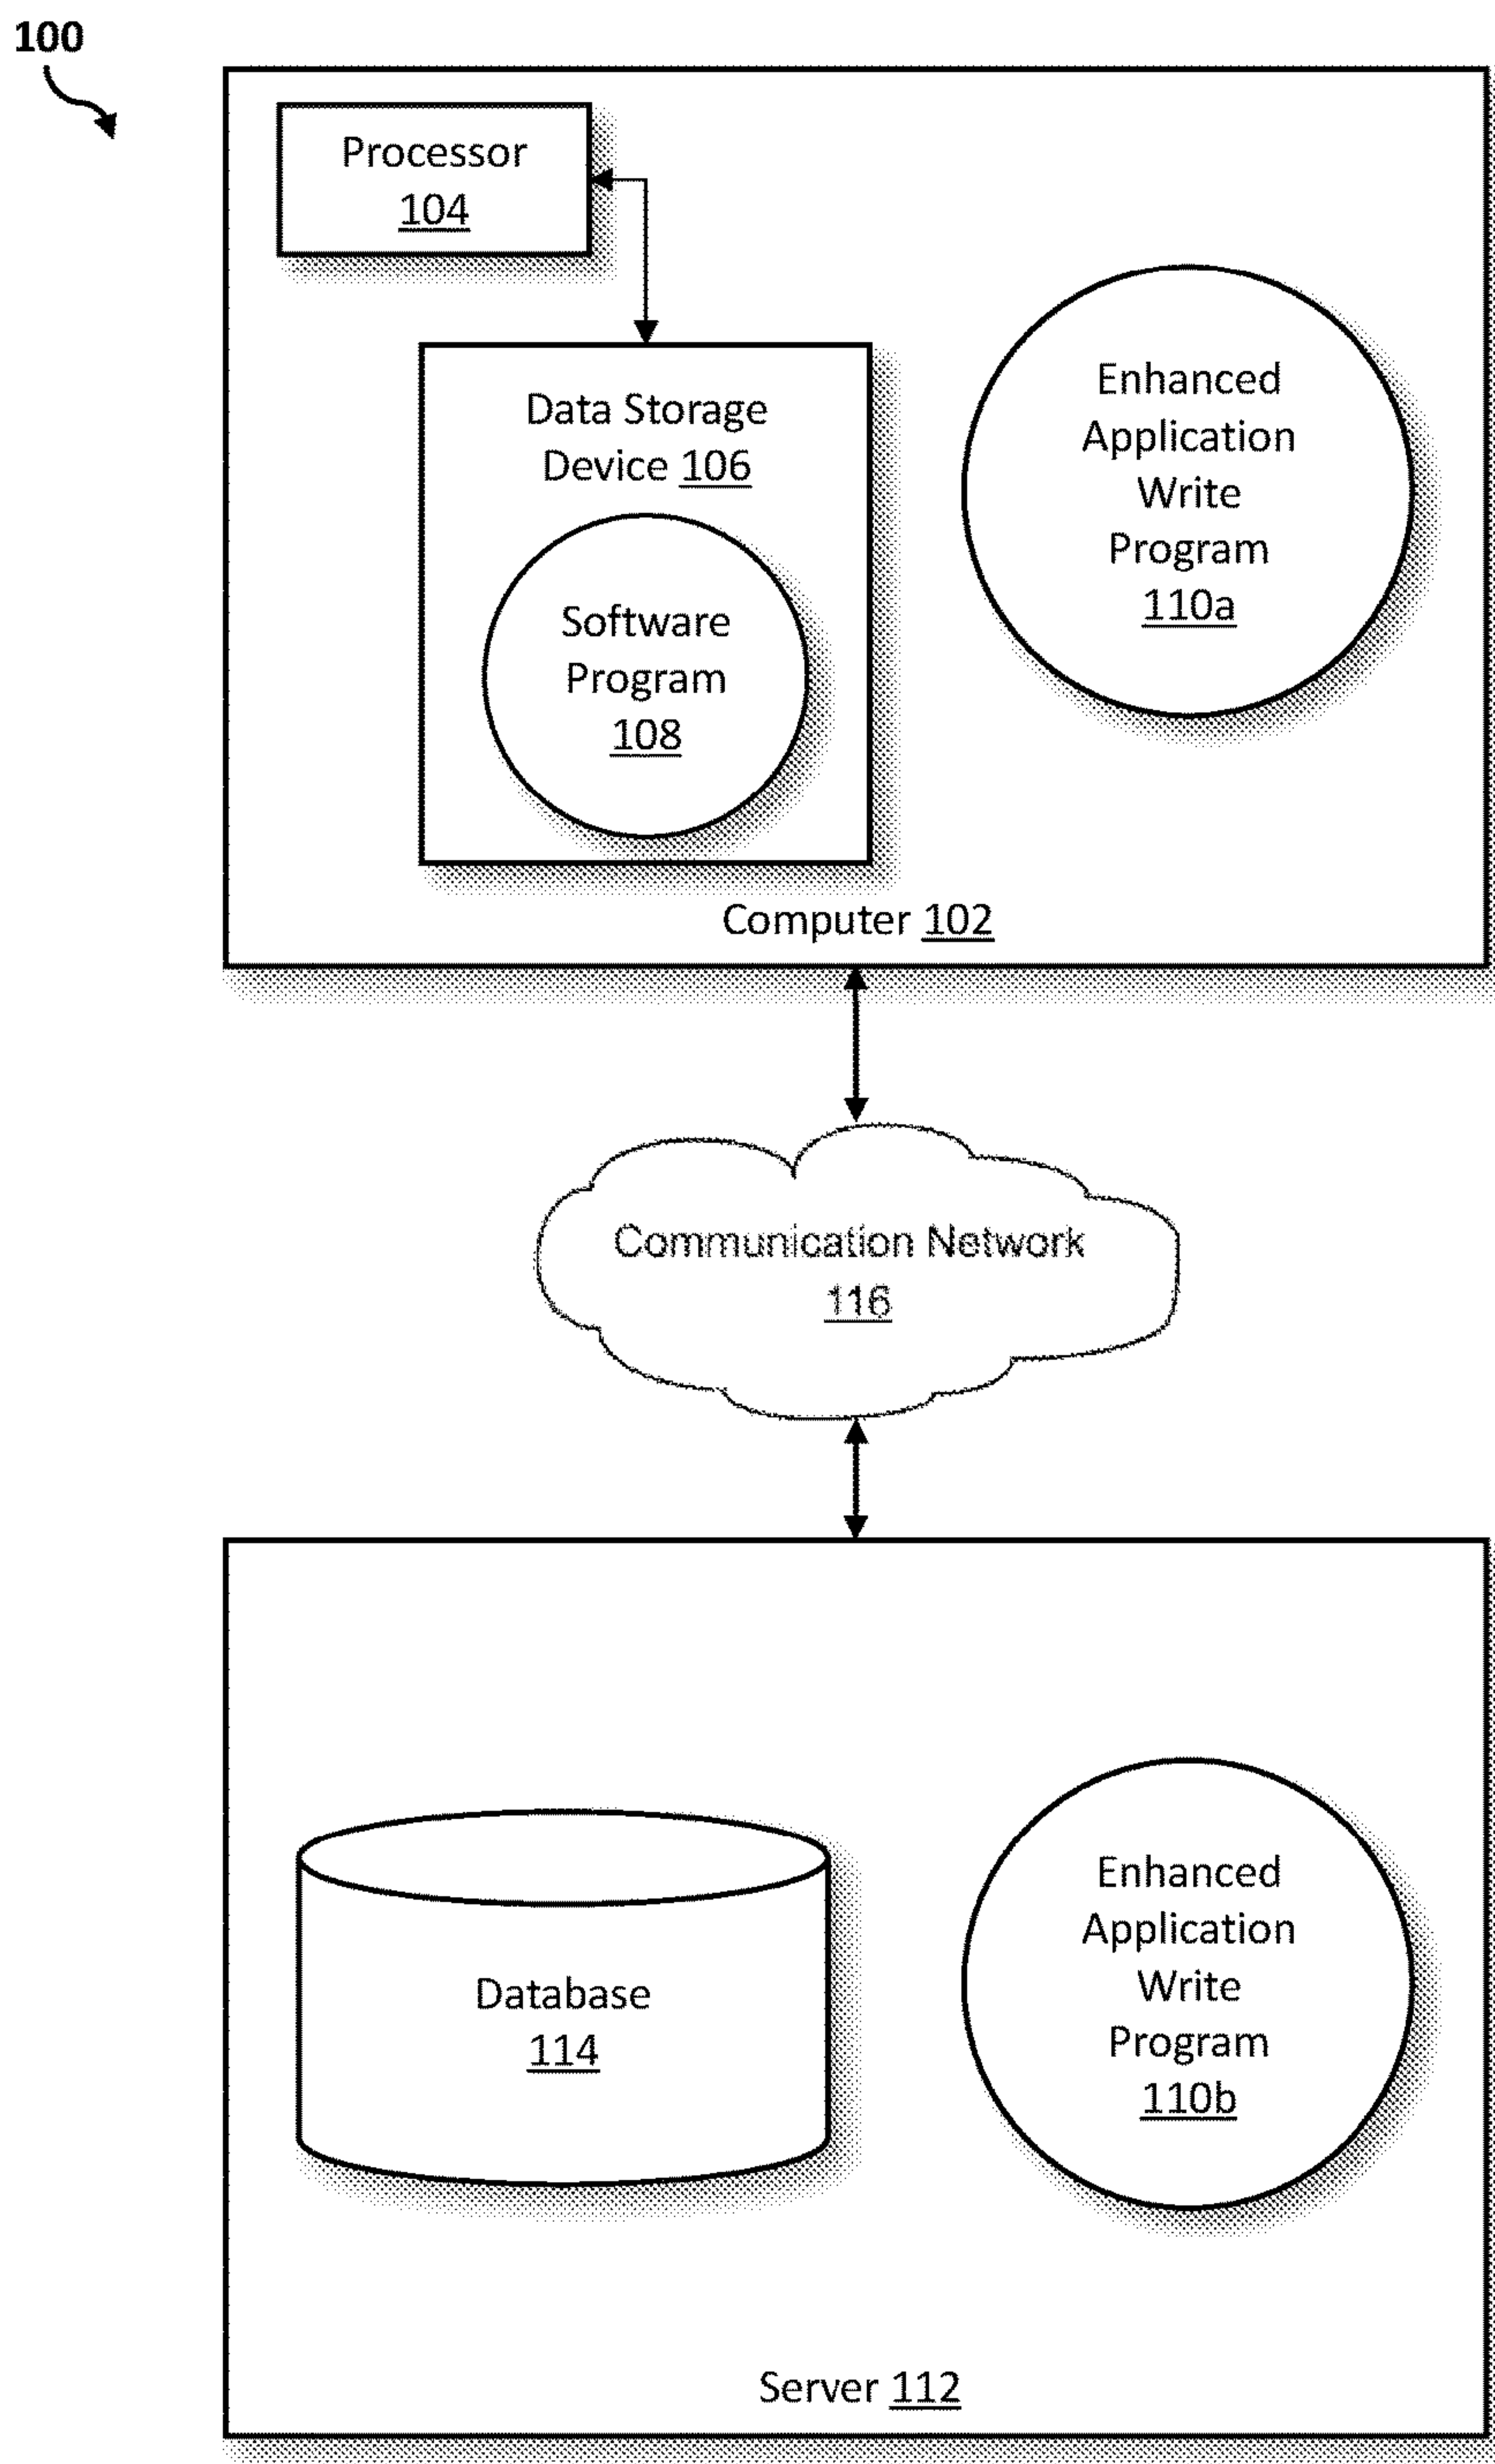 100
Processor
104
Data Storage
Device 106
Software
Program
108
Enhanced
Application
Write
Program
110a
Computer 102
Communication Network
116
Database
114
Enhanced
Application
Write
Program
110b
Server 112